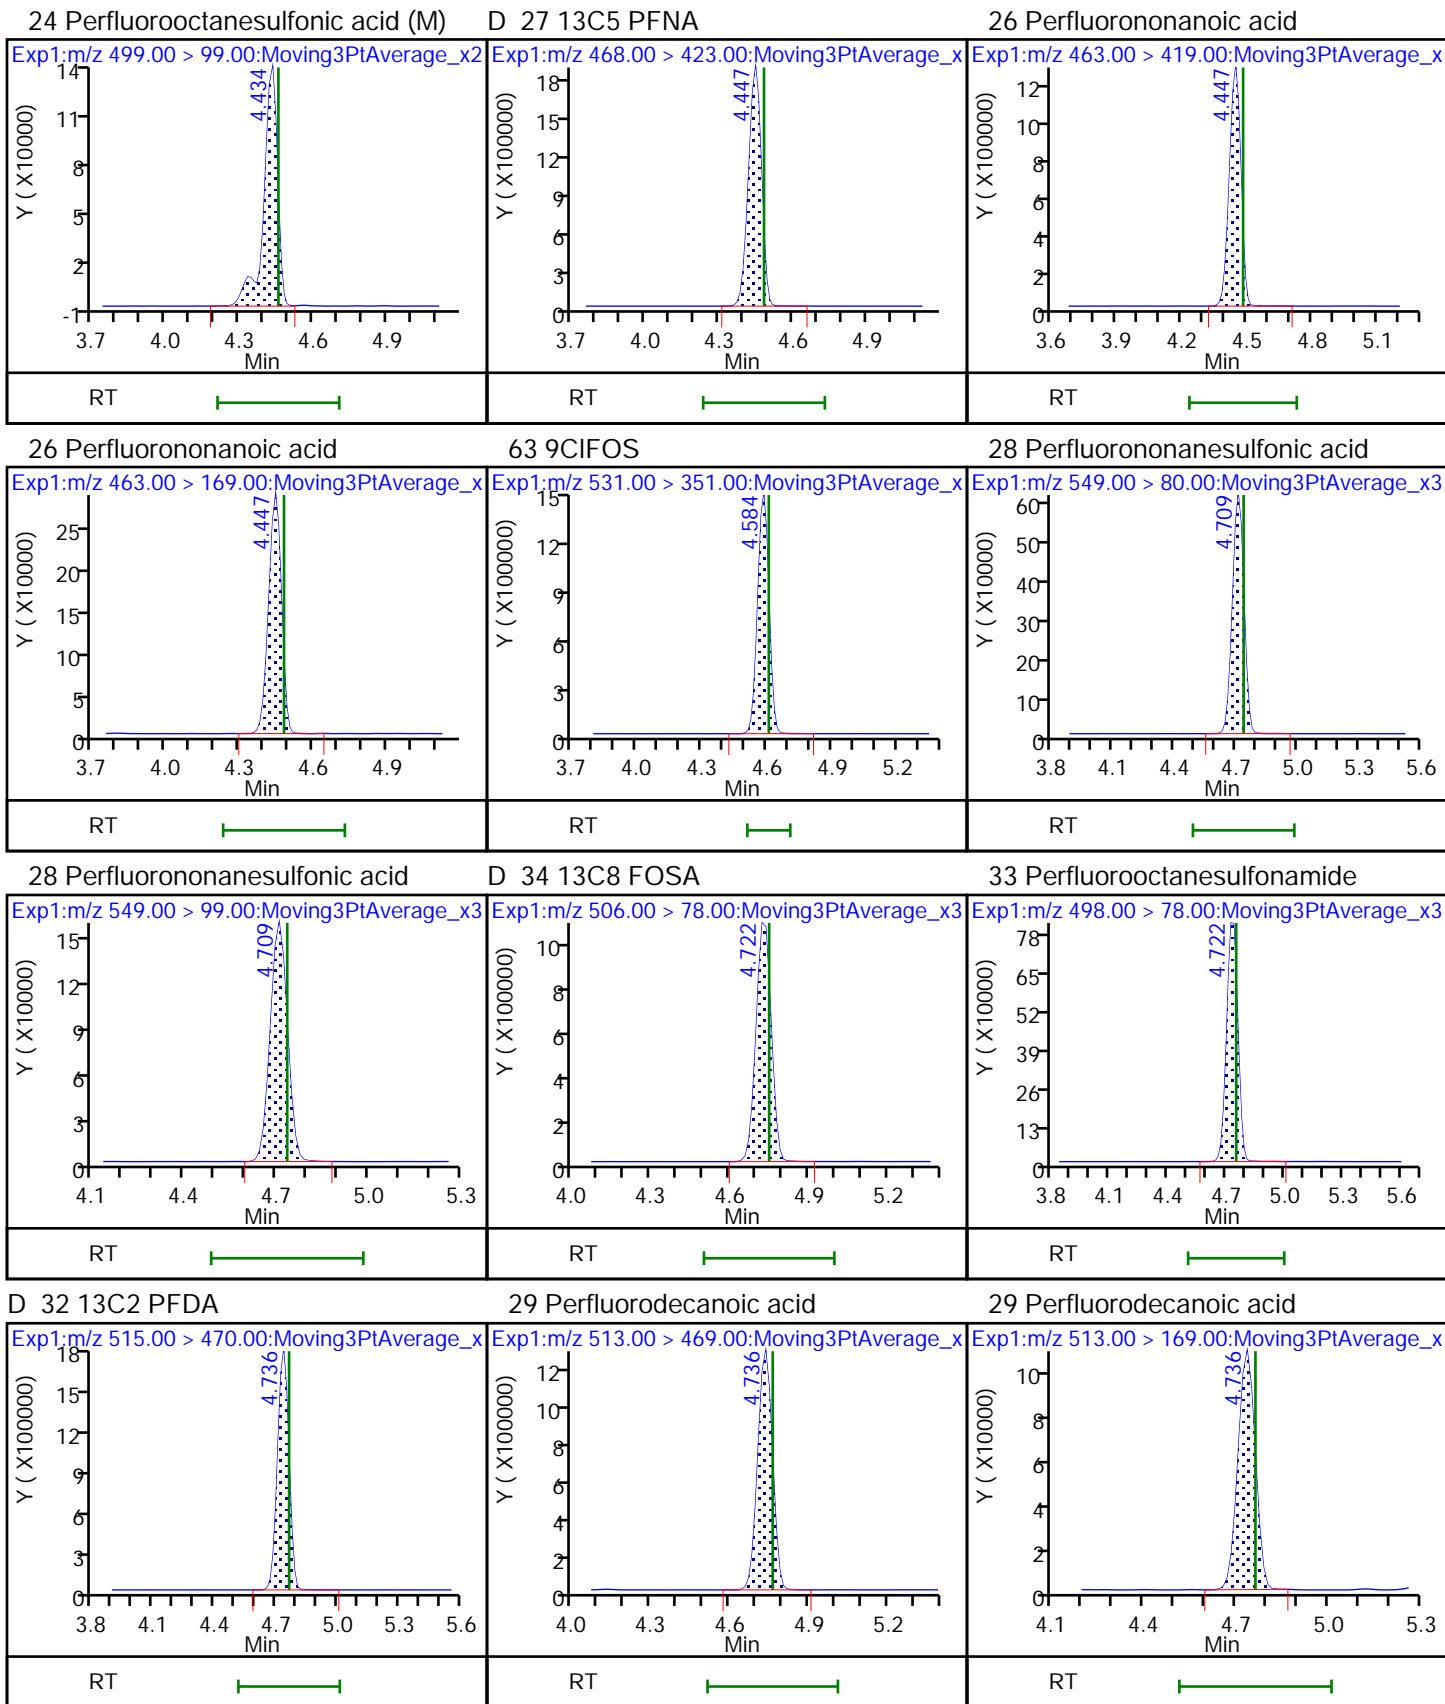 24 Perfluorooctanesulfonic acid (M)
Exp1:m/z 499.00 > 99.00:Moving3PtAverage_x2
Y ( X10000)
14
11
8
5
2
-1
4.434
3.7 4.0 4.3 4.6 4.9
Min
RT
D 27 13C5 PFNA
Exp1:m/z 468.00 > 423.00:Moving3PtAverage_x
Y ( X100000)
18
15
12
9
6
3
0
4.447
3.7 4.0 4.3 4.6 4.9
Min
RT
26 Perfluorononanoic acid
Exp1:m/z 463.00 > 419.00:Moving3PtAverage_x
Y ( X100000)
12
10
8
6
4
2
0
4.447
3.6 3.9 4.2 4.5 4.8 5.1
Min
RT
26 Perfluorononanoic acid
Exp1:m/z 463.00 > 169.00:Moving3PtAverage_x
Y ( X10000)
25
20
15
10
5
0
4.447
3.7 4.0 4.3 4.6 4.9
Min
RT
63 9ClFOS
Exp1:m/z 531.00 > 351.00:Moving3PtAverage_x
Y ( X100000)
15
12
9
6
3
0
4.584
3.7 4.0 4.3 4.6 4.9 5.2
Min
RT
28 Perfluorononanesulfonic acid
Exp1:m/z 549.00 > 80.00:Moving3PtAverage_x3
Y ( X10000)
60
50
40
30
20
10
0
4.709
3.8 4.1 4.4 4.7 5.0 5.3 5.6
Min
RT
28 Perfluorononanesulfonic acid
Exp1:m/z 549.00 > 99.00:Moving3PtAverage_x3
Y ( X10000)
15
12
9
6
3
0
4.709
4.1 4.4 4.7 5.0 5.3
Min
RT
D 34 13C8 FOSA
Exp1:m/z 506.00 > 78.00:Moving3PtAverage_x3
Y ( X100000)
10
8
6
4
2
0
4.722
4.0 4.3 4.6 4.9 5.2
Min
RT
33 Perfluorooctanesulfonamide
Exp1:m/z 498.00 > 78.00:Moving3PtAverage_x3
Y ( X10000)
78
65
52
39
26
13
0
4.722
3.8 4.1 4.4 4.7 5.0 5.3 5.6
Min
RT
D 32 13C2 PFDA
Exp1:m/z 515.00 > 470.00:Moving3PtAverage_x
Y ( X100000)
18
15
12
9
6
3
0
4.736
3.8 4.1 4.4 4.7 5.0 5.3 5.6
Min
RT
29 Perfluorodecanoic acid
Exp1:m/z 513.00 > 469.00:Moving3PtAverage_x
Y ( X100000)
12
10
8
6
4
2
0
4.736
4.0 4.3 4.6 4.9 5.2
Min
RT
29 Perfluorodecanoic acid
Exp1:m/z 513.00 > 169.00:Moving3PtAverage_x
Y ( X10000)
10
8
6
4
2
0
4.736
4.1 4.4 4.7 5.0 5.3
Min
RT